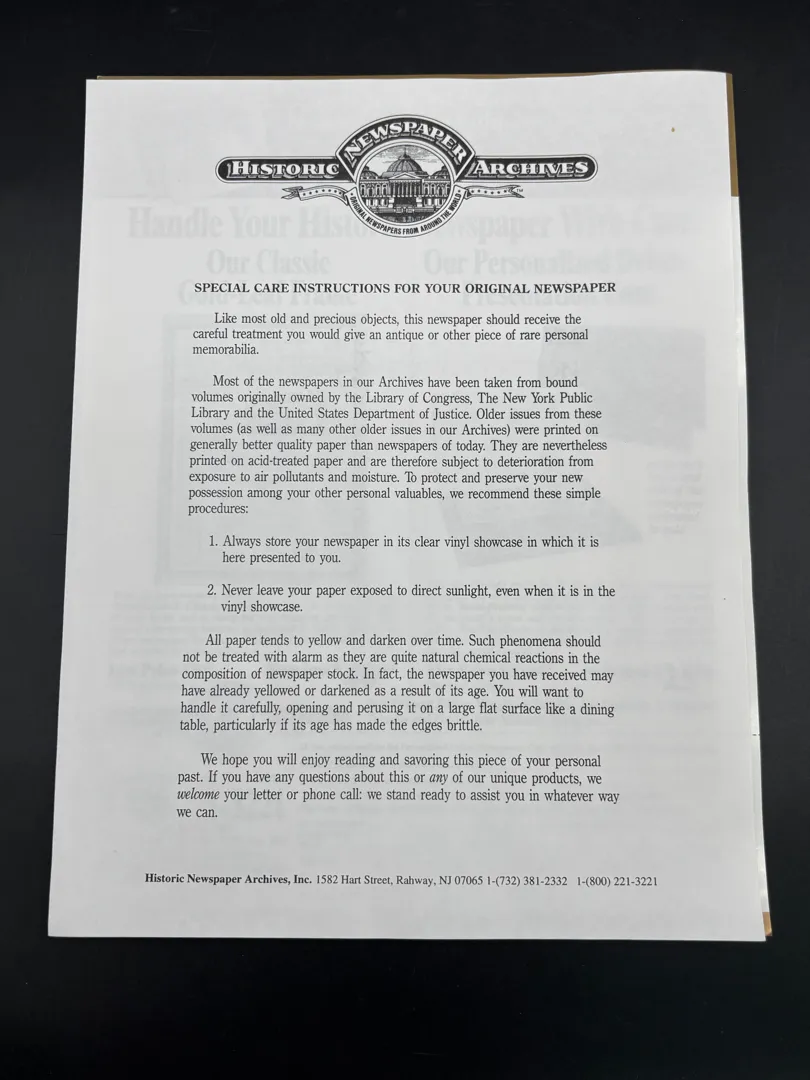 HISTORIC NEWSPAPER ARCHIVES
ORIGINAL NEWSPAPERS FROM AROUND THE WORLD
TM
SPECIAL CARE INSTRUCTIONS FOR YOUR ORIGINAL NEWSPAPER
Like most old and precious objects, this newspaper should receive the
careful treatment you would give an antique or other piece of rare personal
memorabilia.
Most of the newspapers in our Archives have been taken from bound
volumes originally owned by the Library of Congress, The New York Public
Library and the United States Department of Justice. Older issues from these
volumes (as well as many other older issues in our Archives) were printed on
generally better quality paper than newspapers of today. They are nevertheless
printed on acid-treated paper and are therefore subject to deterioration from
exposure to air pollutants and moisture. To protect and preserve your new
possession among your other personal valuables, we recommend these simple
procedures:
1. Always store your newspaper in its clear vinyl showcase in which it is
here presented to you.
2. Never leave your paper exposed to direct sunlight, even when it is in the
vinyl showcase.
All paper tends to yellow and darken over time. Such phenomena should
not be treated with alarm as they are quite natural chemical reactions in the
composition of newspaper stock. In fact, the newspaper you have received may
have already yellowed or darkened as a result of its age. You will want to
handle it carefully, opening and perusing it on a large flat surface like a dining
table, particularly if its age has made the edges brittle.
We hope you will enjoy reading and savoring this piece of your personal
past. If you have any questions about this or any of our unique products, we
welcome your letter or phone call: we stand ready to assist you in whatever way
we can.
Historic Newspaper Archives, Inc. 1582 Hart Street, Rahway, NJ 07065 1-(732) 381-2332 1-(800) 221-3221